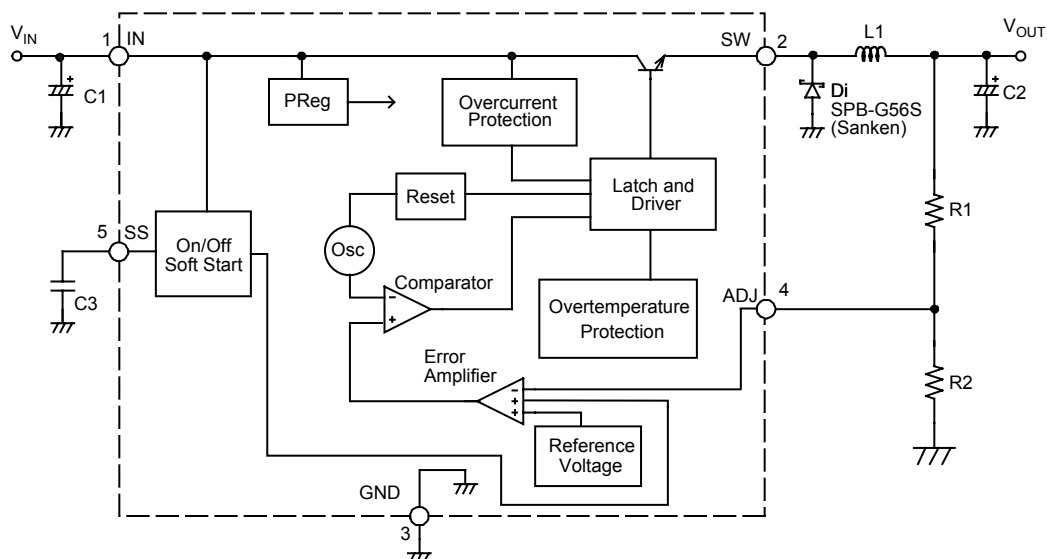 V_IN
1
IN
SW
2
L1
V_OUT
C1
+
PReg
Overcurrent
Protection
Di
SPB-G56S
(Sanken)
+
C2
Reset
Latch and
Driver
R1
5
SS
On/Off
Soft Start
Osc
C3
Comparator
−
+
Overtemperature
Protection
ADJ
4
Error
Amplifier
−
+
+
R2
Reference
Voltage
GND
3